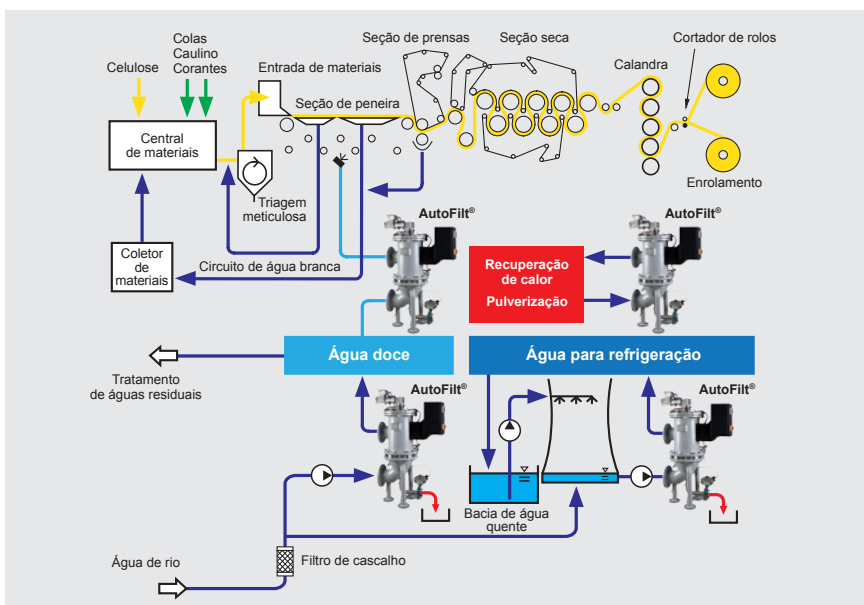 Colas
Caulino
Corantes
Celulose
Entrada de materiais
Seção de prensas
Seção seca
Cortador de rolos
Calandra
Seção de peneira
Central
de materiais
Triagem
meticulosa
Enrolamento
AutoFilt®
AutoFilt®
Coletor
de
materiais
Circuito de água branca
Recuperação
de calor
Pulverização
Água doce
Água para refrigeração
Tratamento
de águas residuais
AutoFilt®
AutoFilt®
Bacia de água
quente
Água de rio
Filtro de cascalho